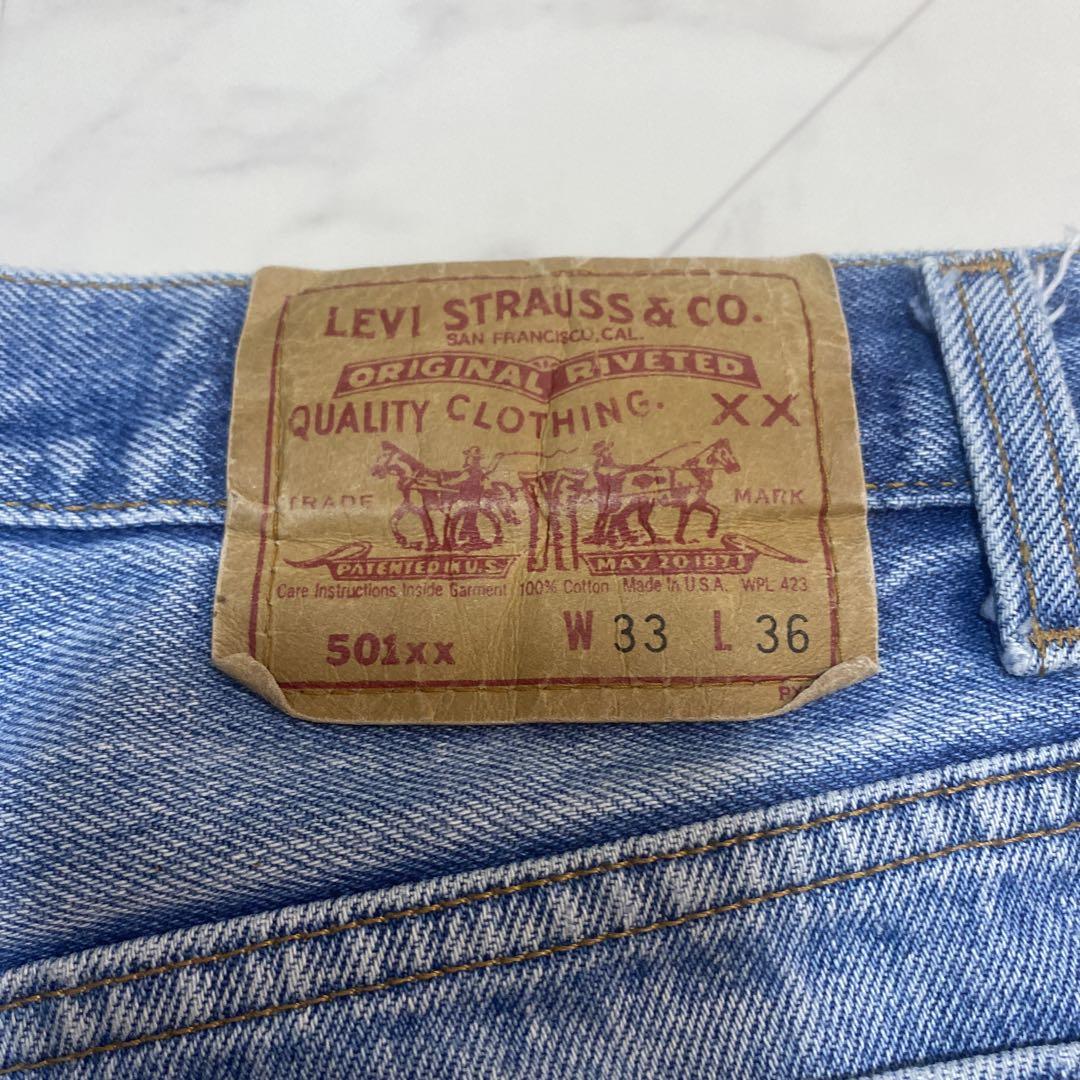 LEVI STRAUSS & CO.
SAN FRANCISCO, CAL.
ORIGINAL RIVETED
QUALITY CLOTHING. XX
TRADE MARK
PATENTED IN U.S. MAY 20 1873
Care Instructions Inside Garment 100% Cotton Made in U.S.A. WPL 423
501xx W 33 L 36